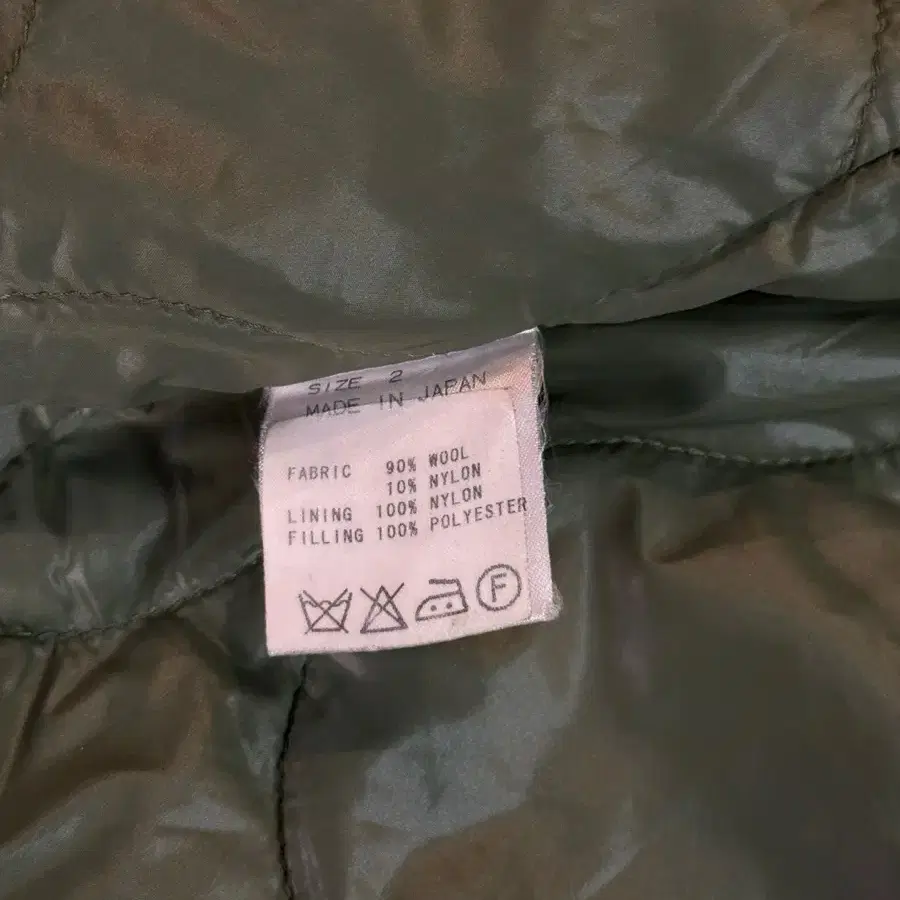 SIZE 2
MADE IN JAPAN
FABRIC 90% WOOL
10% NYLON
LINING 100% NYLON
FILLING 100% POLYESTER
F